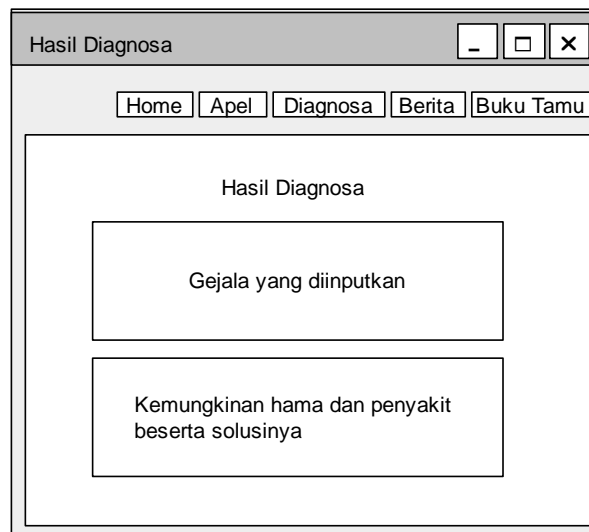 Hasil Diagnosa
Home Apel Diagnosa Berita Buku Tamu
Hasil Diagnosa
Gejala yang diinputkan
Kemungkinan hama dan penyakit
beserta solusinya